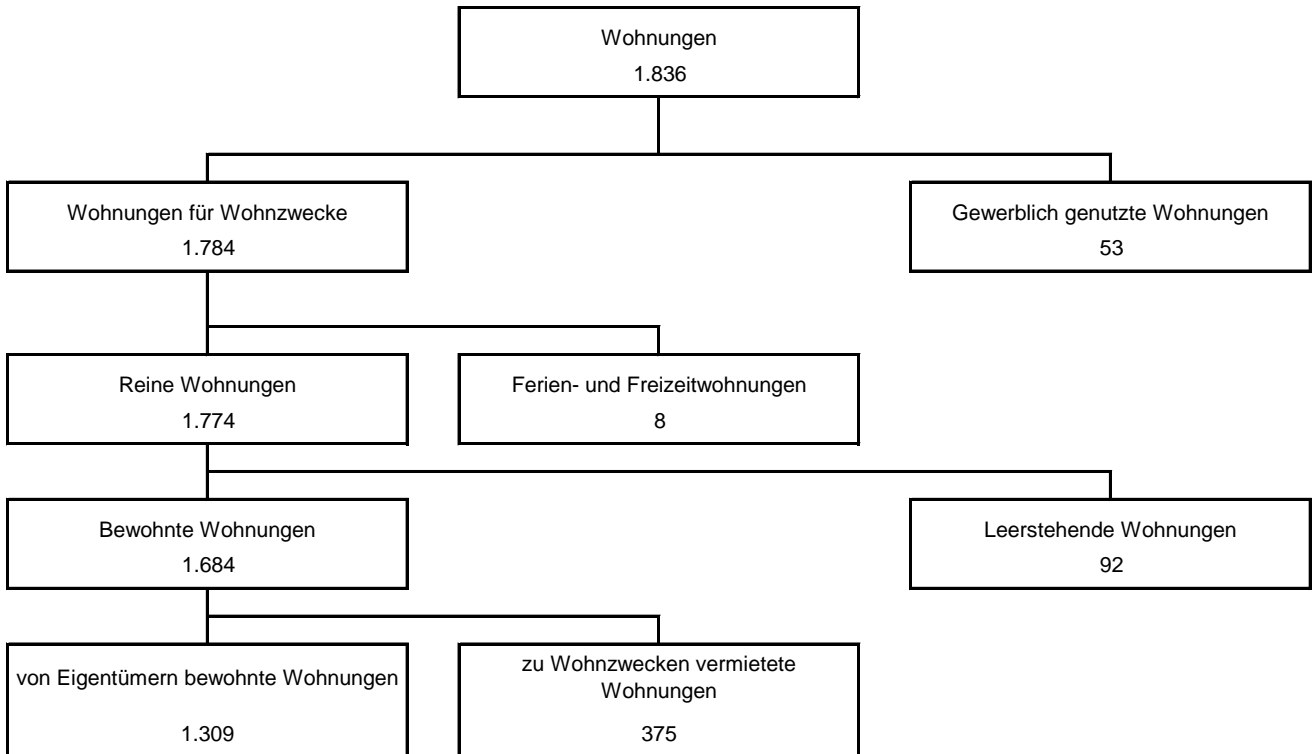 Wohnungen
1.836
Wohnungen für Wohnzwecke
1.784
Gewerblich genutzte Wohnungen
53
Reine Wohnungen
1.774
Ferien- und Freizeitwohnungen
8
Bewohnte Wohnungen
1.684
Leerstehende Wohnungen
92
von Eigentümern bewohnte Wohnungen
1.309
zu Wohnzwecken vermietete
Wohnungen
375